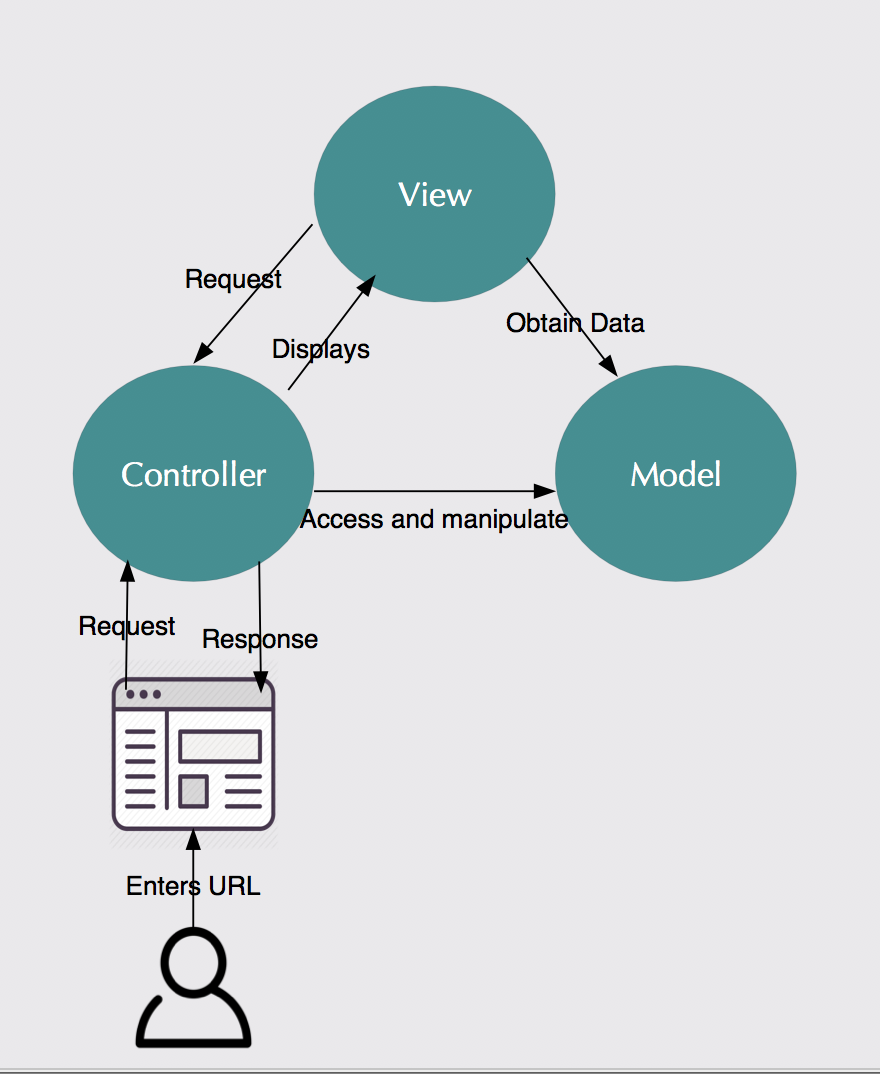 View
Request
Obtain Data
Displays
Controller
Model
Access and manipulate
Request
Response
Enters URL